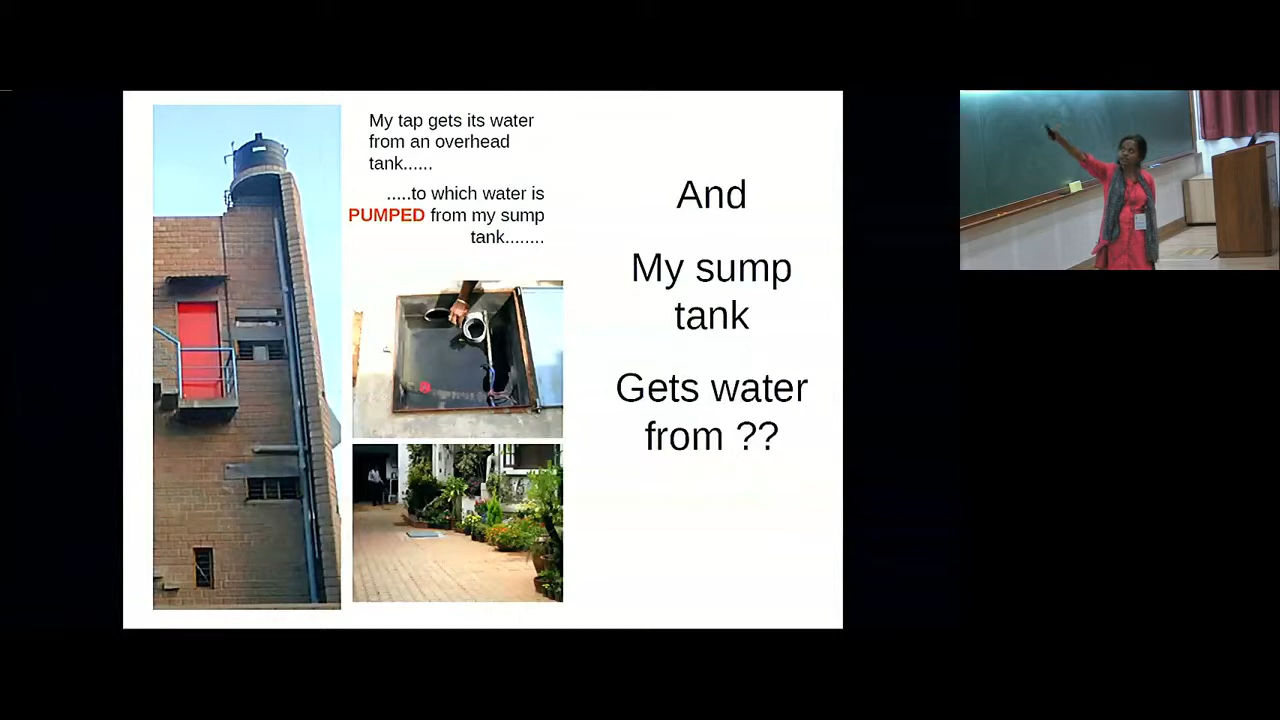 My tap gets its water
from an overhead
tank......
.....to which water is
PUMPED from my sump
tank........
And
My sump
tank
Gets water
from ??